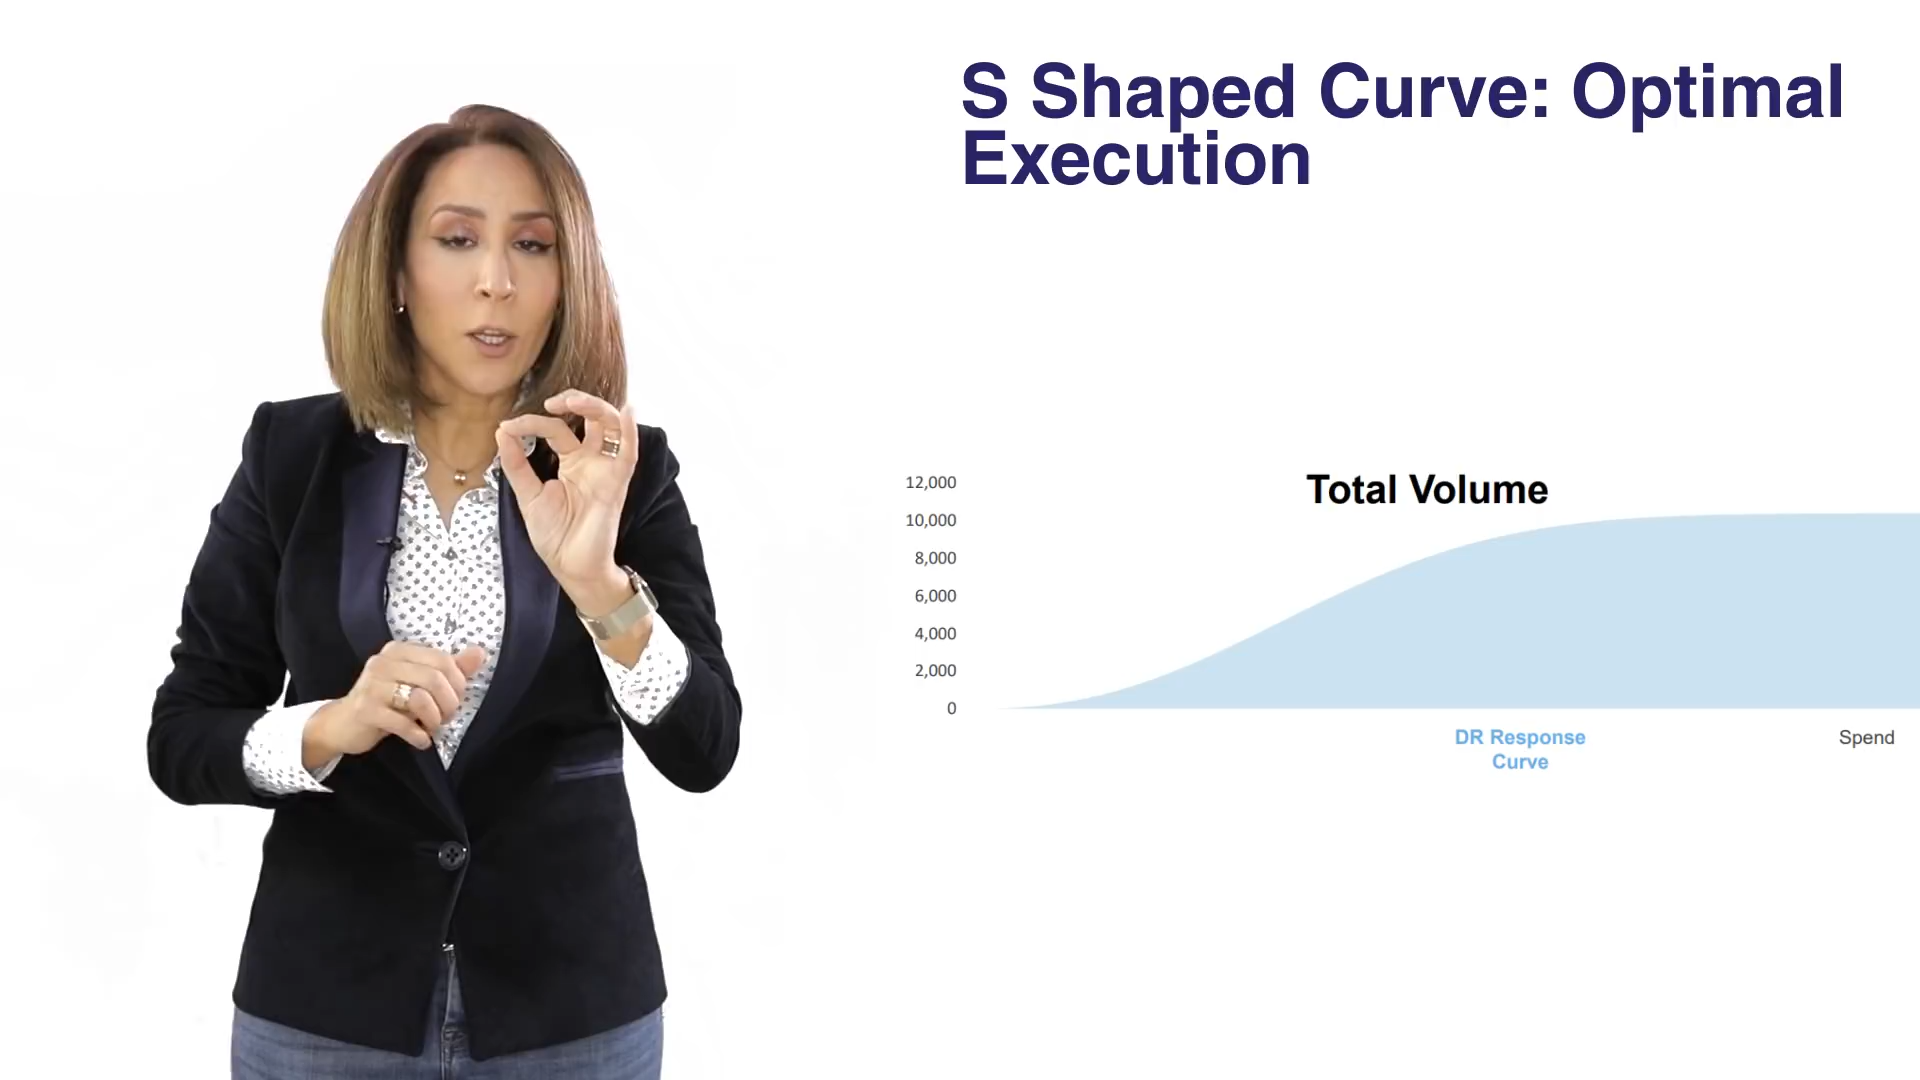 S Shaped Curve: Optimal
Execution
Total Volume
12,000
10,000
8,000
6,000
4,000
2,000
0
DR Response
Curve
Spend